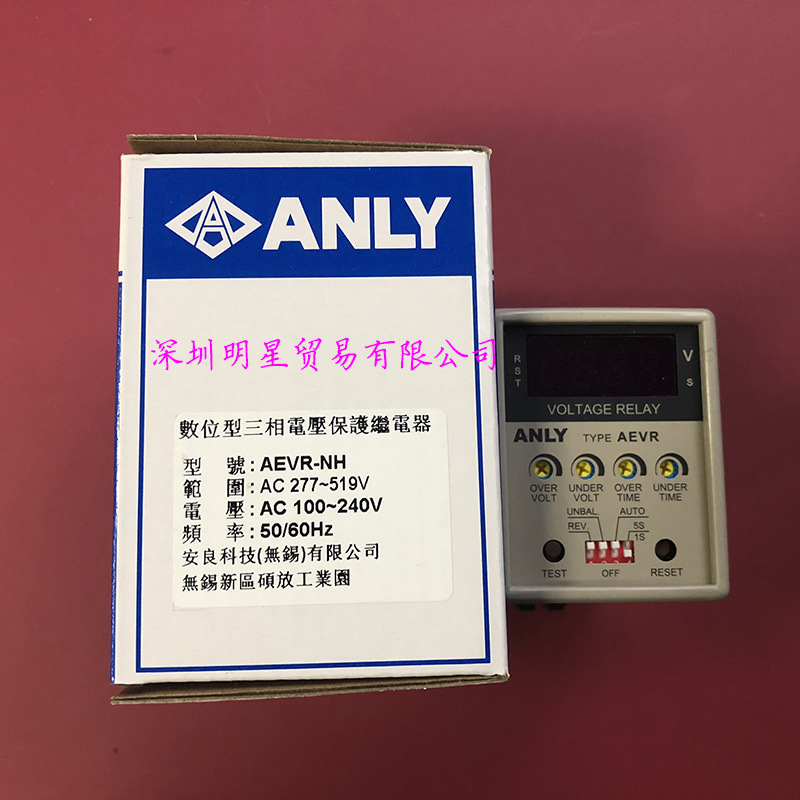 ANLY
深圳明星贸易有限公司
數位型三相電壓保護繼電器
型 號 : AEVR-NH
範 圍 : AC 277~519V
電 壓 : AC 100~240V
頻 率 : 50/60Hz
安良科技(無錫)有限公司
無錫新區碩放工業園
R
S
T
V
s
VOLTAGE RELAY
ANLY TYPE AEVR
OVER VOLT
UNDER VOLT
OVER TIME
UNDER TIME
UNBAL. AUTO
REV. 5S
1S
TEST OFF RESET